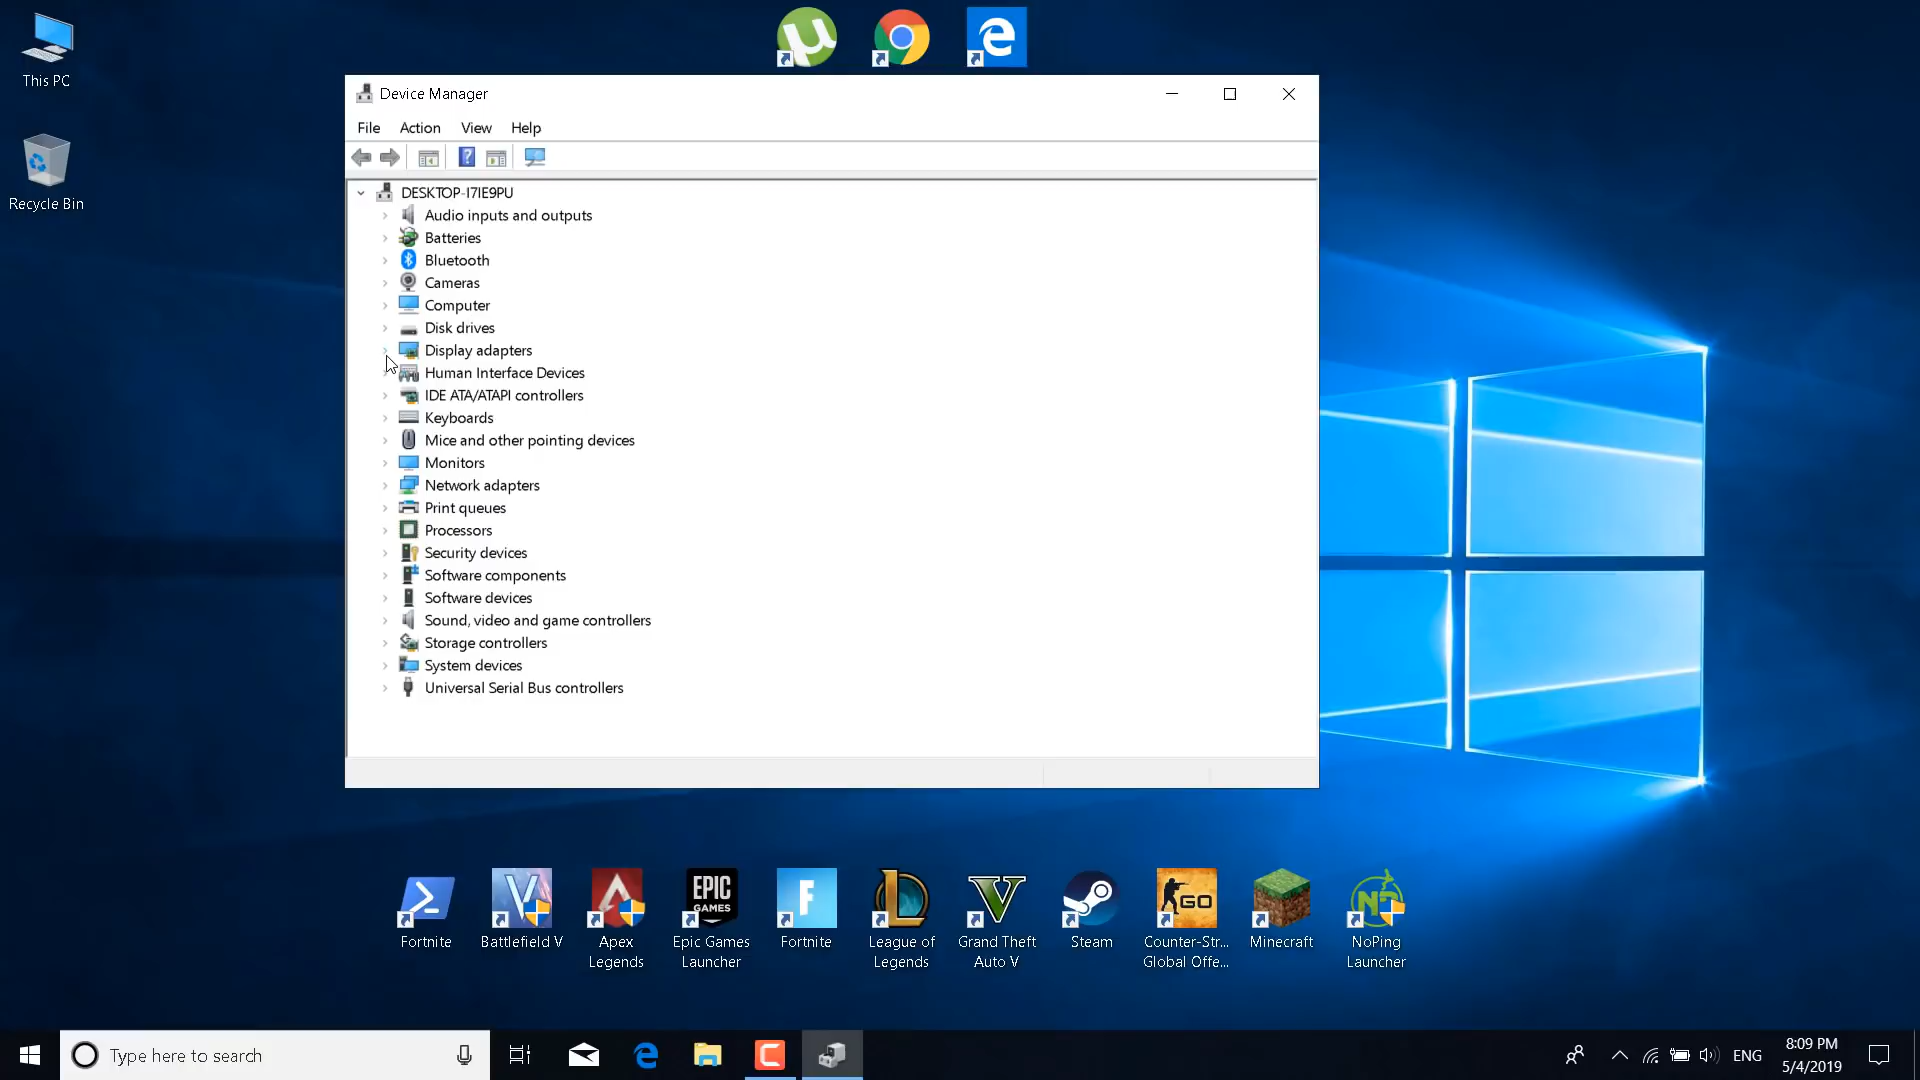 This PC
Recycle Bin
Device Manager
File Action View Help
DESKTOP-I7IE9PU
Audio inputs and outputs
Batteries
Bluetooth
Cameras
Computer
Disk drives
Display adapters
Human Interface Devices
IDE ATA/ATAPI controllers
Keyboards
Mice and other pointing devices
Monitors
Network adapters
Print queues
Processors
Security devices
Software components
Software devices
Sound, video and game controllers
Storage controllers
System devices
Universal Serial Bus controllers
EPIC
GAMES
GO
Fortnite
Battlefield V
Apex
Legends
Epic Games
Launcher
Fortnite
League of
Legends
Grand Theft
Auto V
Steam
Counter-Str...
Global Offe...
Minecraft
NoPing
Launcher
Type here to search
ENG
8:09 PM
5/4/2019